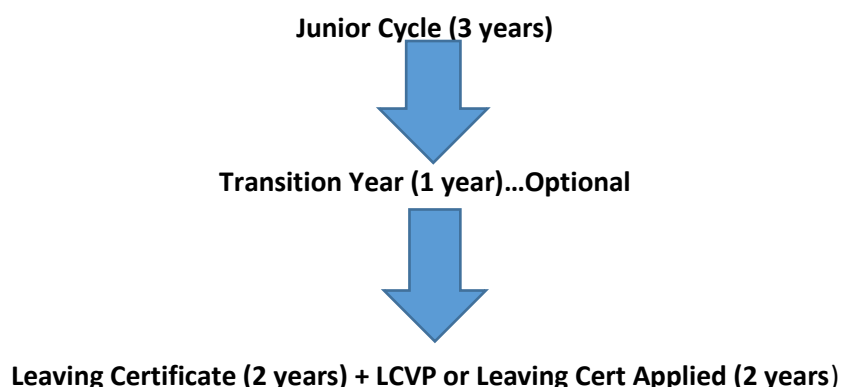 Junior Cycle (3 years)
Transition Year (1 year)...Optional
Leaving Certificate (2 years) + LCVP or Leaving Cert Applied (2 years)